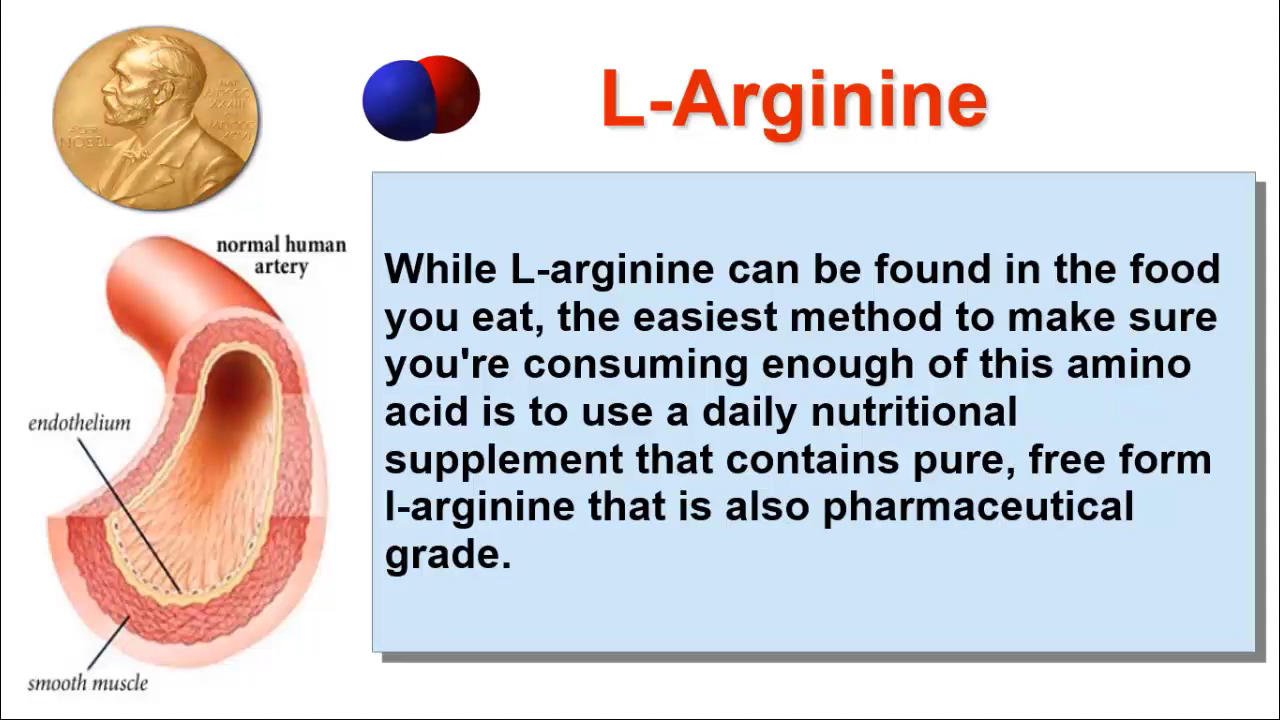 L-Arginine
normal human
artery
endothelium
smooth muscle
While L-arginine can be found in the food
you eat, the easiest method to make sure
you're consuming enough of this amino
acid is to use a daily nutritional
supplement that contains pure, free form
l-arginine that is also pharmaceutical
grade.